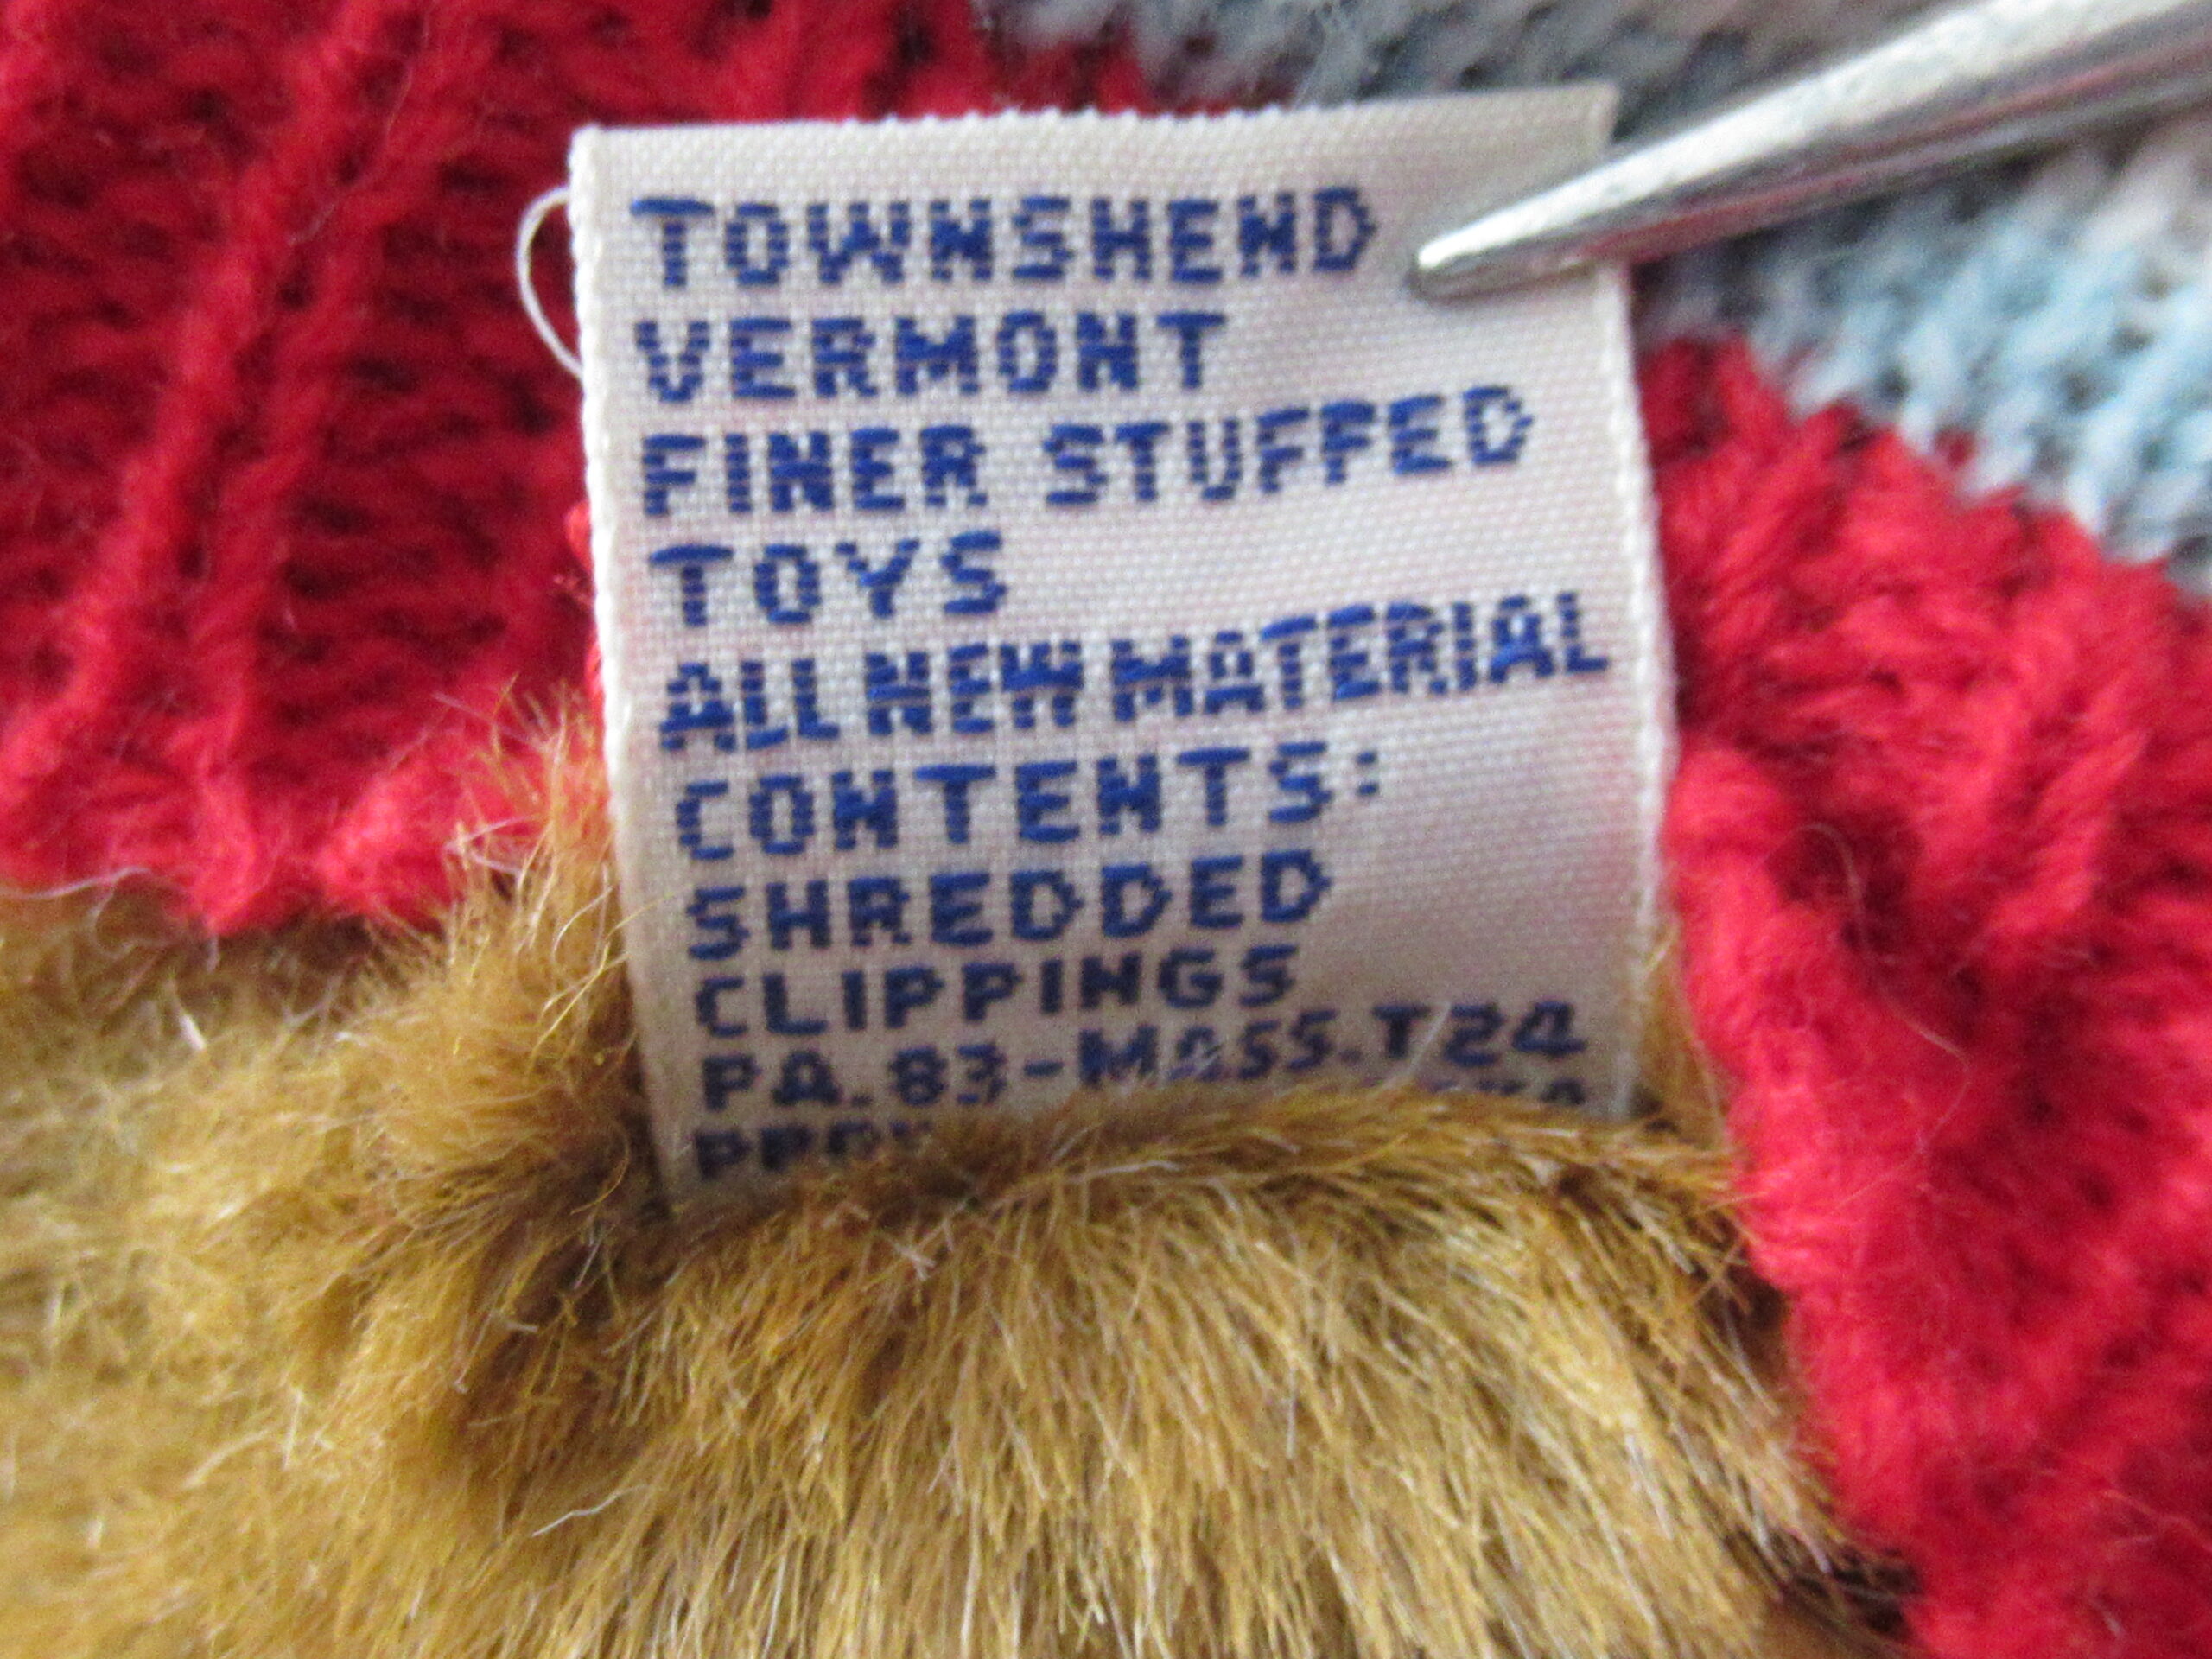 TOWNSHEND
VERMONT
FINER STUFFED
TOYS
ALL NEW MATERIAL
CONTENTS:
SHREDDED
CLIPPINGS
PA.83-MASS.T24